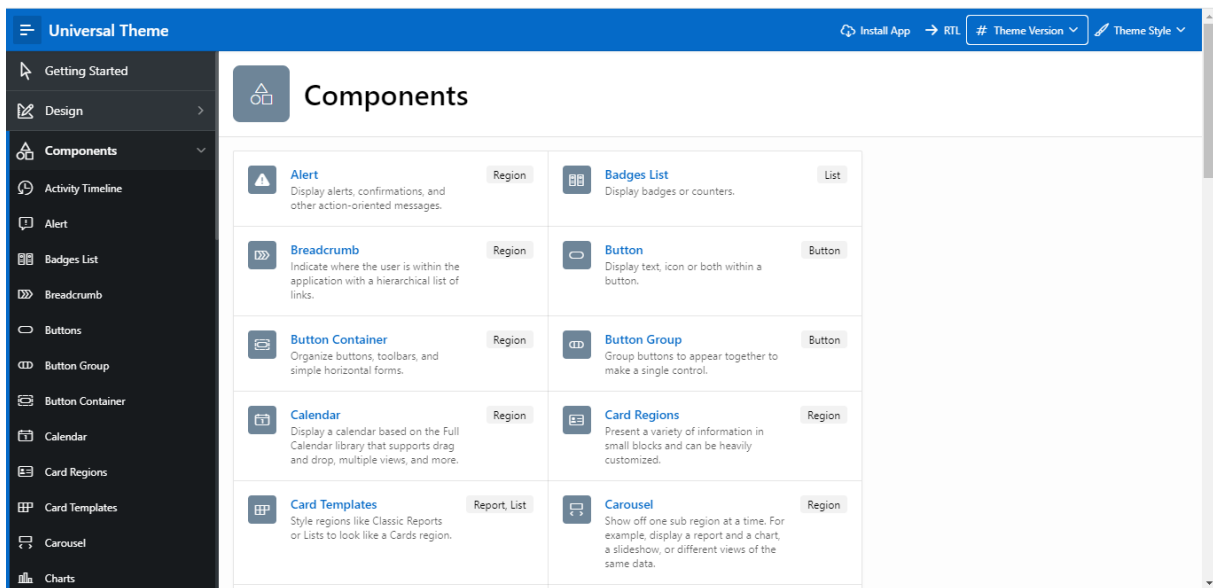 Universal Theme
Install App
RTL
# Theme Version
Theme Style
Getting Started
Design
Components
Activity Timeline
Alert
Badges List
Breadcrumb
Buttons
Button Group
Button Container
Calendar
Card Regions
Card Templates
Carousel
Charts
Components
Alert
Region
Display alerts, confirmations, and
other action-oriented messages.
Badges List
List
Display badges or counters.
Breadcrumb
Region
Indicate where the user is within the
application with a hierarchical list of
links.
Button
Button
Display text, icon or both within a
button.
Button Container
Region
Organize buttons, toolbars, and
simple horizontal forms.
Button Group
Button
Group buttons to appear together to
make a single control.
Calendar
Region
Display a calendar based on the Full
Calendar library that supports drag
and drop, multiple views, and more.
Card Regions
Region
Present a variety of information in
small blocks and can be heavily
customized.
Card Templates
Report, List
Style regions like Classic Reports
or Lists to look like a Cards region.
Carousel
Region
Show off one sub region at a time. For
example, display a report and a chart,
a slideshow, or different views of the
same data.